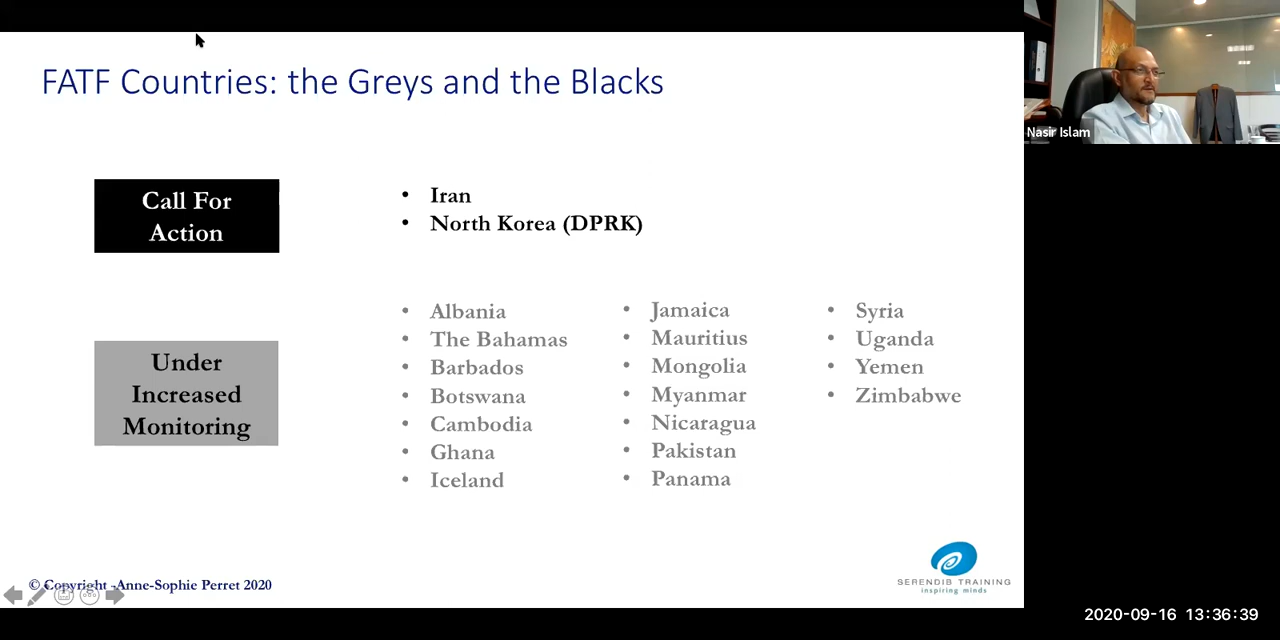 FATF Countries: the Greys and the Blacks
Nasir Islam
Call For
Action
• Iran
• North Korea (DPRK)
Under
Increased
Monitoring
• Albania
• The Bahamas
• Barbados
• Botswana
• Cambodia
• Ghana
• Iceland
• Jamaica
• Mauritius
• Mongolia
• Myanmar
• Nicaragua
• Pakistan
• Panama
• Syria
• Uganda
• Yemen
• Zimbabwe
© Copyright -Anne-Sophie Perret 2020
SERENDIB TRAINING
inspiring minds
2020-09-16 13:36:39